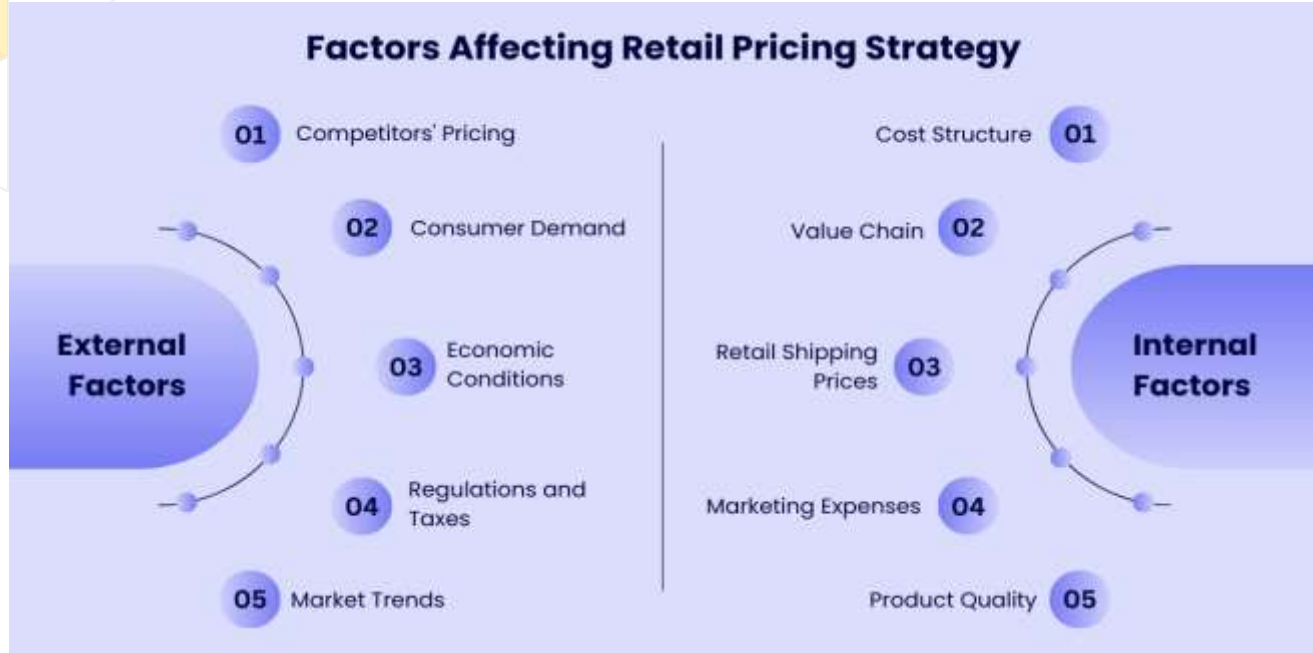 Factors Affecting Retail Pricing Strategy
External
Factors
01 Competitors' Pricing
02 Consumer Demand
03 Economic
Conditions
04 Regulations and
Taxes
05 Market Trends
Cost Structure 01
Value Chain 02
Retail Shipping
Prices 03
Marketing Expenses 04
Product Quality 05
Internal
Factors